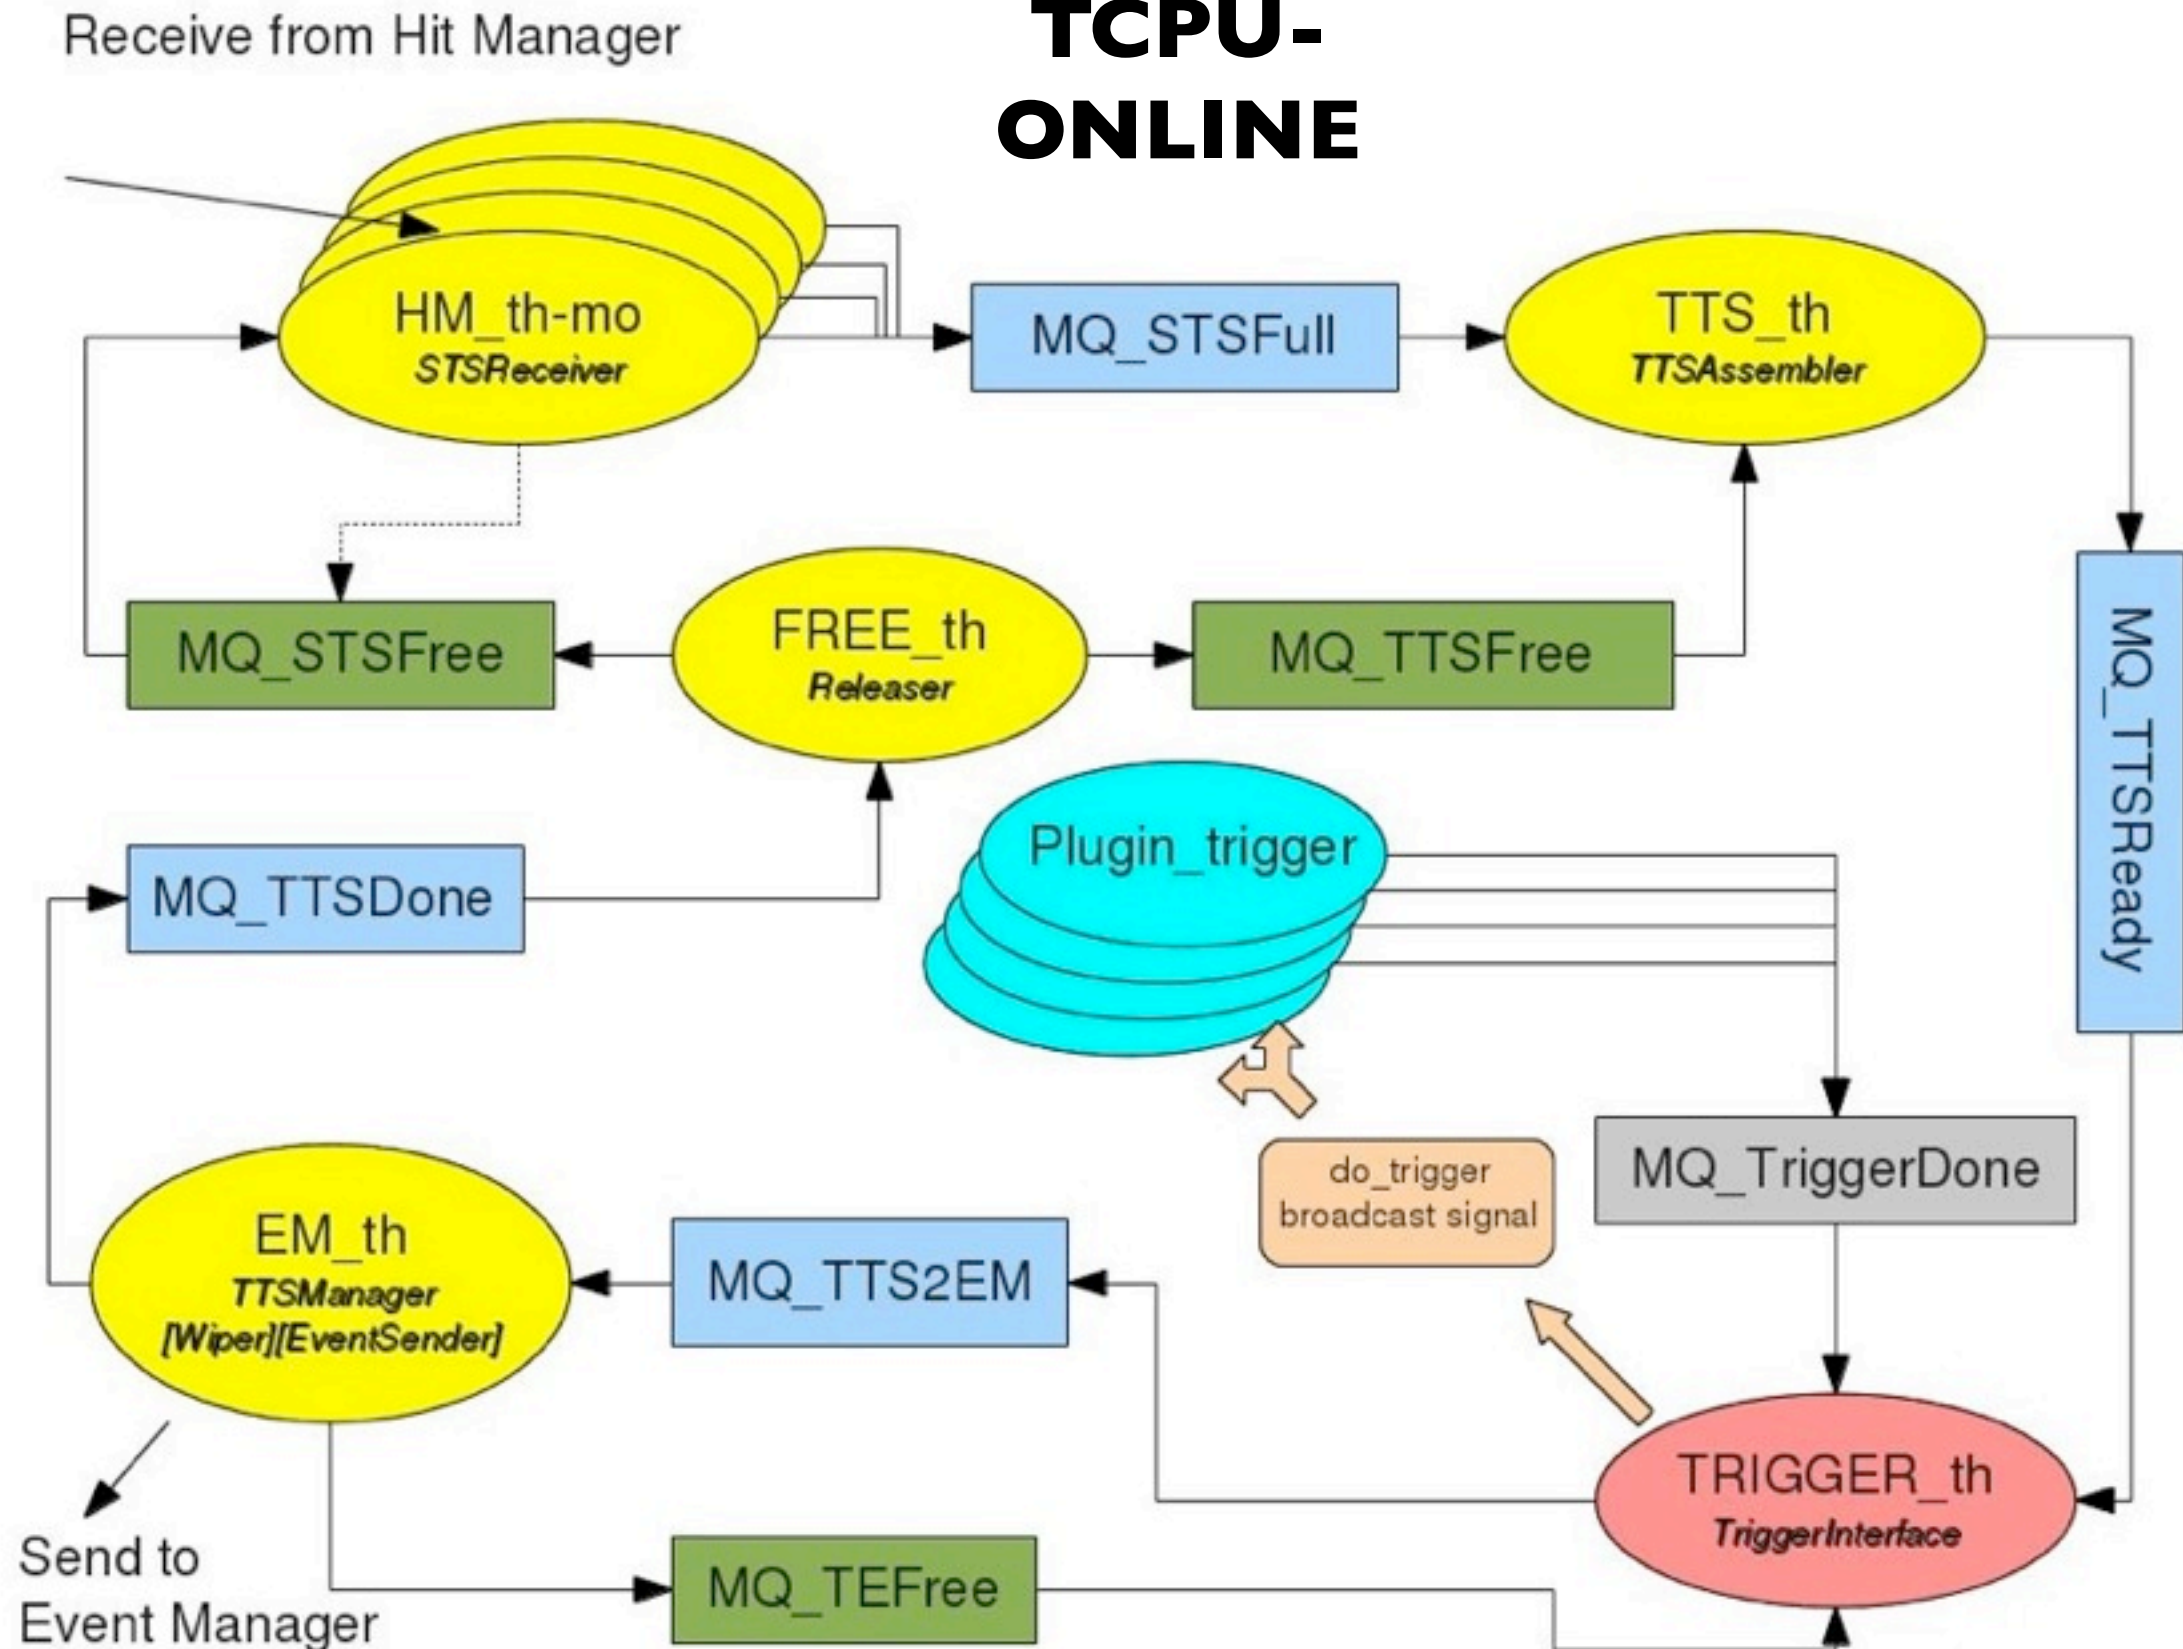 Receive from Hit Manager
TCPU-
ONLINE
HM_th-mo
STSReceiver
MQ_STSFull
TTS_th
TTSAssembler
MQ_STSFree
FREE_th
Releaser
MQ_TTSFree
MQ_TTSReady
MQ_TTSDone
Plugin_trigger
do_trigger
broadcast signal
MQ_TriggerDone
EM_th
TTSManager
[Wiper][EventSender]
MQ_TTS2EM
TRIGGER_th
TriggerInterface
Send to
Event Manager
MQ_TEFree